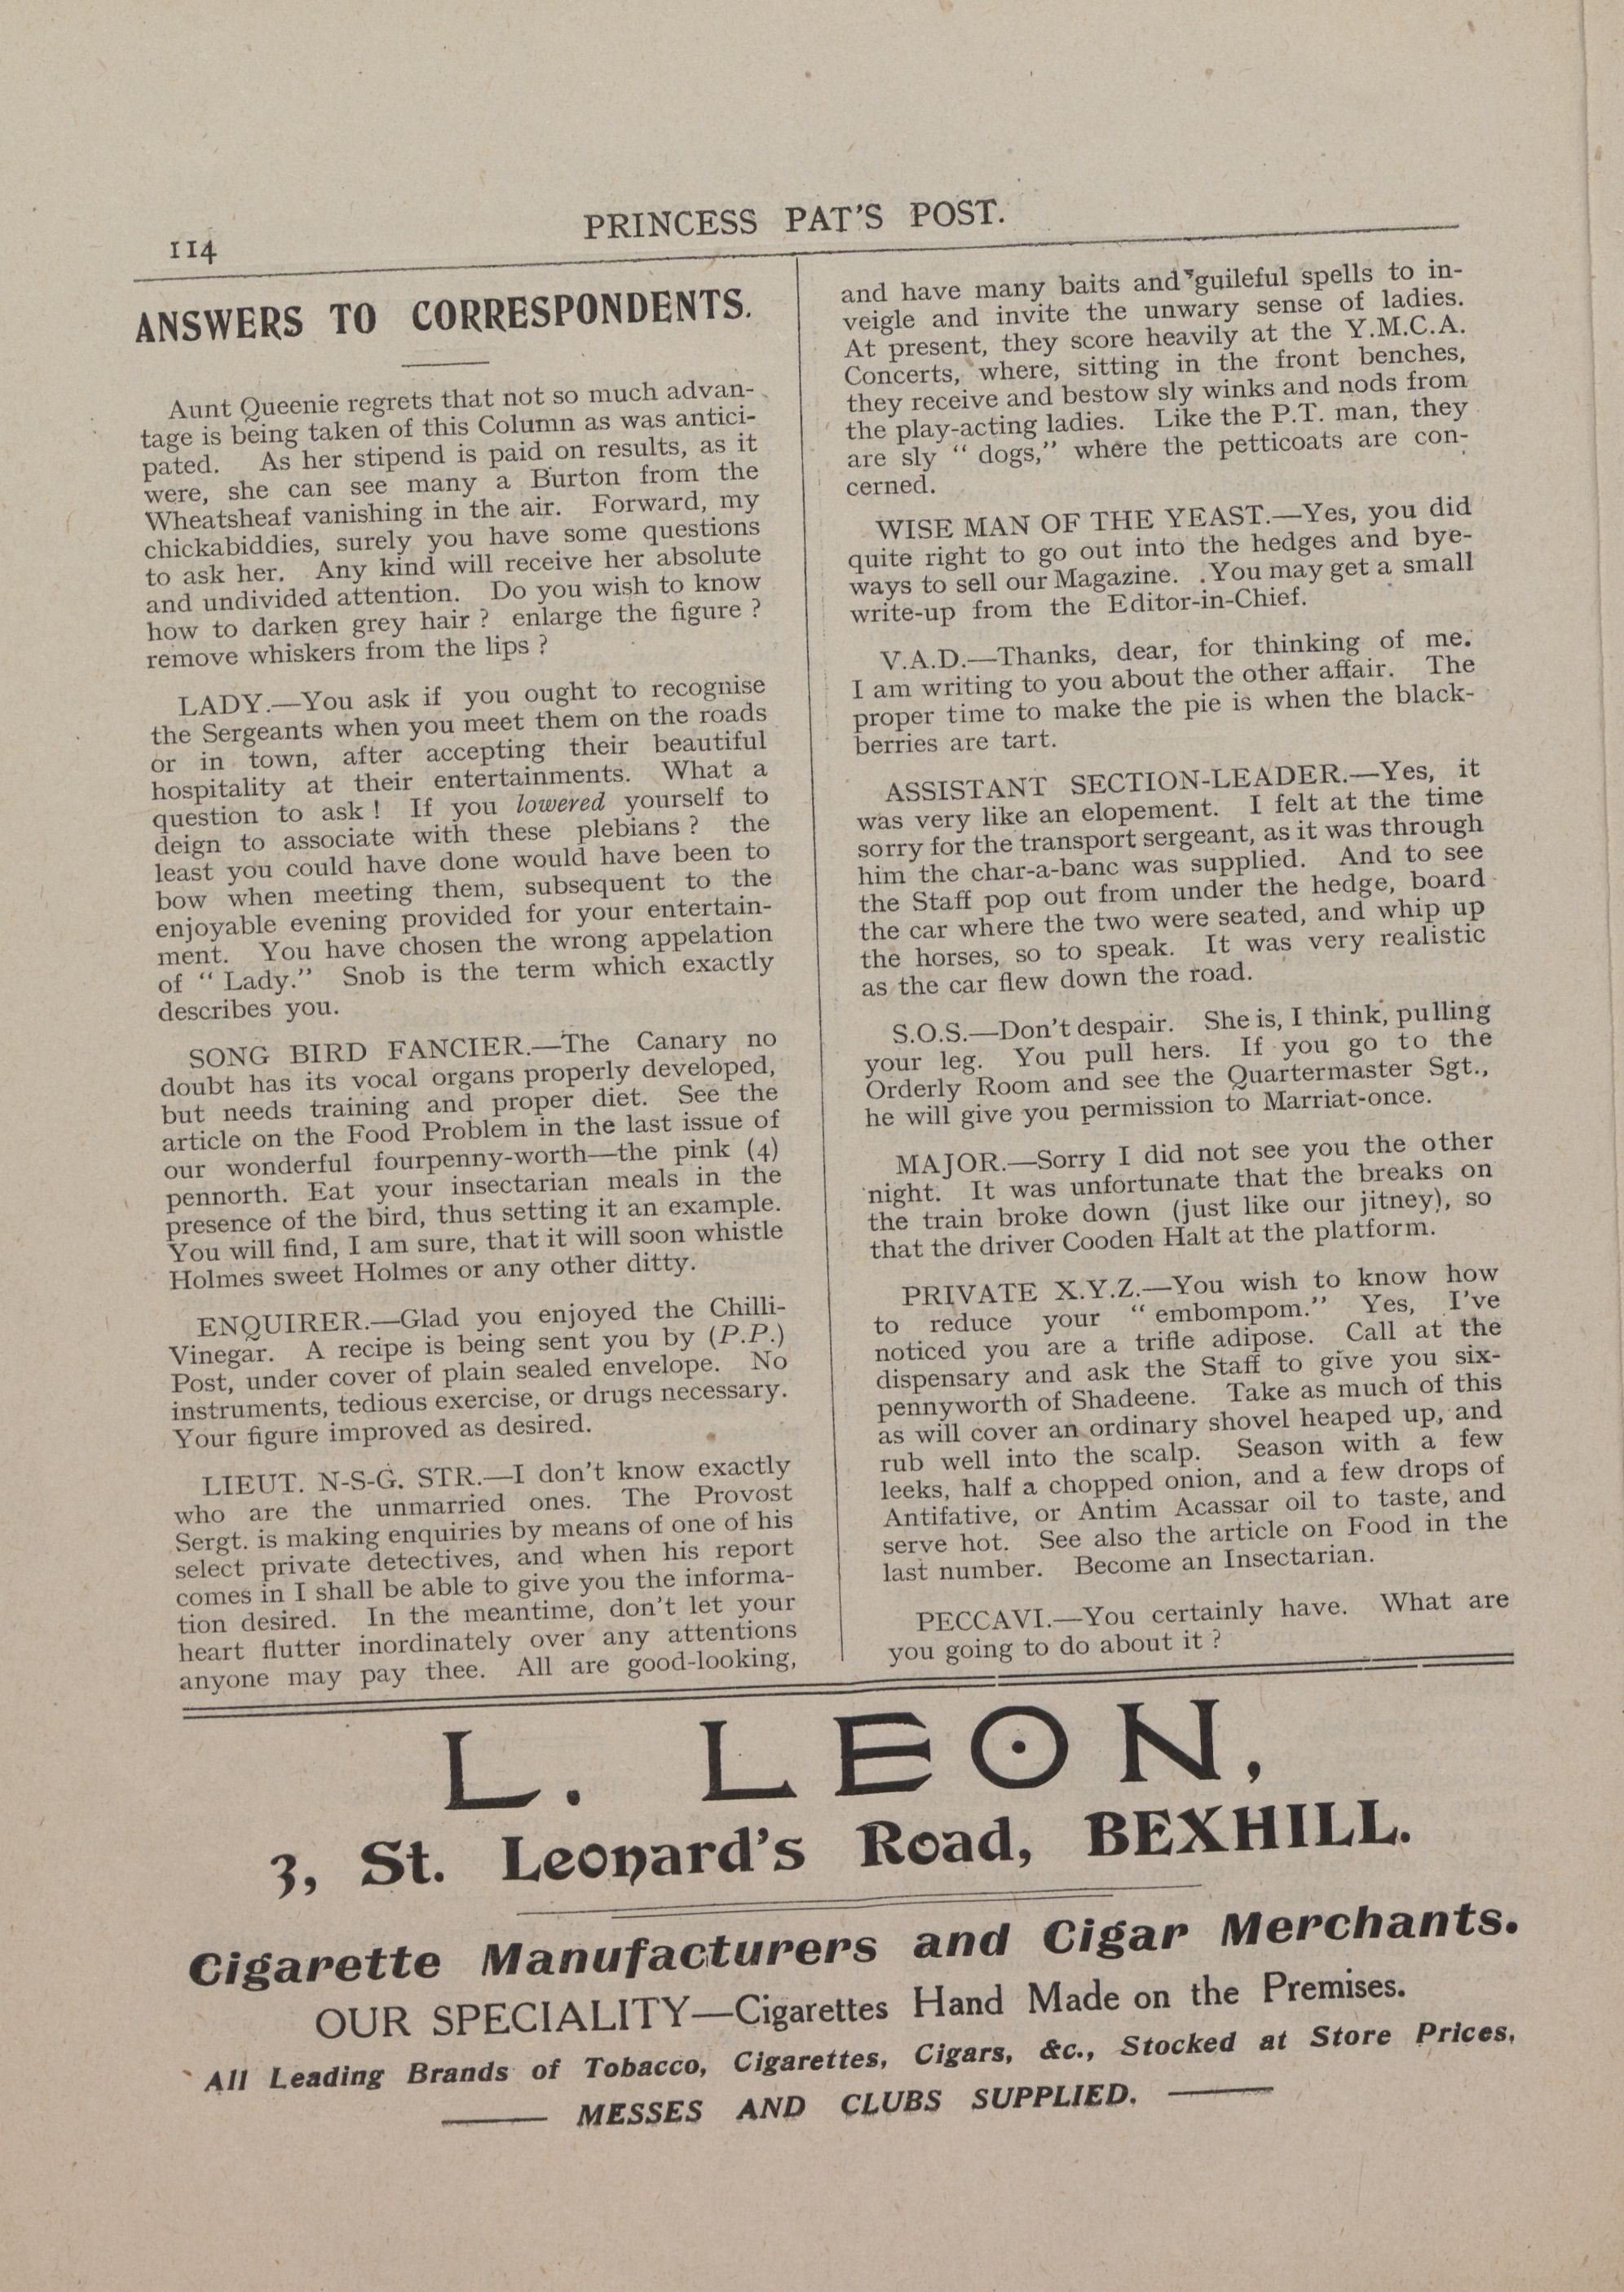 114
PRINCESS PAT'S POST.
ANSWERS TO CORRESPONDENTS.
Aunt Queenie regrets that not so much advan-
tage is being taken of this Column as was antici-
pated. As her stipend is paid on results, as it
were, she can see many a Burton from the
Wheatsheaf vanishing in the air. Forward, my
chickabiddies, surely you have some questions
to ask her. Any kind will receive her absolute
and undivided attention. Do you wish to know
how to darken grey hair ? enlarge the figure ?
remove whiskers from the lips ?
LADY.—You ask if you ought to recognise
the Sergeants when you meet them on the roads
or in town, after accepting their beautiful
hospitality at their entertainments. What a
question to ask ! If you lowered yourself to
deign to associate with these plebians ? the
least you could have done would have been to
bow when meeting them, subsequent to the
enjoyable evening provided for your entertain-
ment. You have chosen the wrong appelation
of " Lady." Snob is the term which exactly
describes you.
SONG BIRD FANCIER.—The Canary no
doubt has its vocal organs properly developed,
but needs training and proper diet. See the
article on the Food Problem in the last issue of
our wonderful fourpenny-worth—the pink (4)
pennorth. Eat your insectarian meals in the
presence of the bird, thus setting it an example.
You will find, I am sure, that it will soon whistle
Holmes sweet Holmes or any other ditty.
ENQUIRER.—Glad you enjoyed the Chilli-
Vinegar. A recipe is being sent you by (P.P.)
Post, under cover of plain sealed envelope. No
instruments, tedious exercise, or drugs necessary.
Your figure improved as desired.
LIEUT. N-S-G. STR.—I don't know exactly
who are the unmarried ones. The Provost
Sergt. is making enquiries by means of one of his
select private detectives, and when his report
comes in I shall be able to give you the informa-
tion desired. In the meantime, don't let your
heart flutter inordinately over any attentions
anyone may pay thee. All are good-looking,
and have many baits and guileful spells to in-
veigle and invite the unwary sense of ladies.
At present, they score heavily at the Y.M.C.A.
Concerts, where, sitting in the front benches,
they receive and bestow sly winks and nods from
the play-acting ladies. Like the P.T. man, they
are sly " dogs," where the petticoats are con-
cerned.
WISE MAN OF THE YEAST.—Yes, you did
quite right to go out into the hedges and bye-
ways to sell our Magazine. You may get a small
write-up from the Editor-in-Chief.
V.A.D.—Thanks, dear, for thinking of me.
I am writing to you about the other affair. The
proper time to make the pie is when the black-
berries are tart.
ASSISTANT SECTION-LEADER.—Yes, it
was very like an elopement. I felt at the time
sorry for the transport sergeant, as it was through
him the char-a-banc was supplied. And to see
the Staff pop out from under the hedge, board
the car where the two were seated, and whip up
the horses, so to speak. It was very realistic
as the car flew down the road.
S.O.S.—Don't despair. She is, I think, pulling
your leg. You pull hers. If you go to the
Orderly Room and see the Quartermaster Sgt.,
he will give you permission to Marriat-once.
MAJOR.—Sorry I did not see you the other
night. It was unfortunate that the breaks on
the train broke down (just like our jitney), so
that the driver Cooden Halt at the platform.
PRIVATE X.Y.Z.—You wish to know how
to reduce your " embompom." Yes, I've
noticed you are a trifle adipose. Call at the
dispensary and ask the Staff to give you six-
pennyworth of Shadeene. Take as much of this
as will cover an ordinary shovel heaped up, and
rub well into the scalp. Season with a few
leeks, half a chopped onion, and a few drops of
Antifative, or Antim Acassar oil to taste, and
serve hot. See also the article on Food in the
last number. Become an Insectarian.
PECCAVI.—You certainly have. What are
you going to do about it ?
L. LEON,
3, St. Leonard's Road, BEXHILL.
Cigarette Manufacturers and Cigar Merchants.
OUR SPECIALITY—Cigarettes Hand Made on the Premises.
All Leading Brands of Tobacco, Cigarettes, Cigars, &c., Stocked at Store Prices,
MESSES AND CLUBS SUPPLIED.